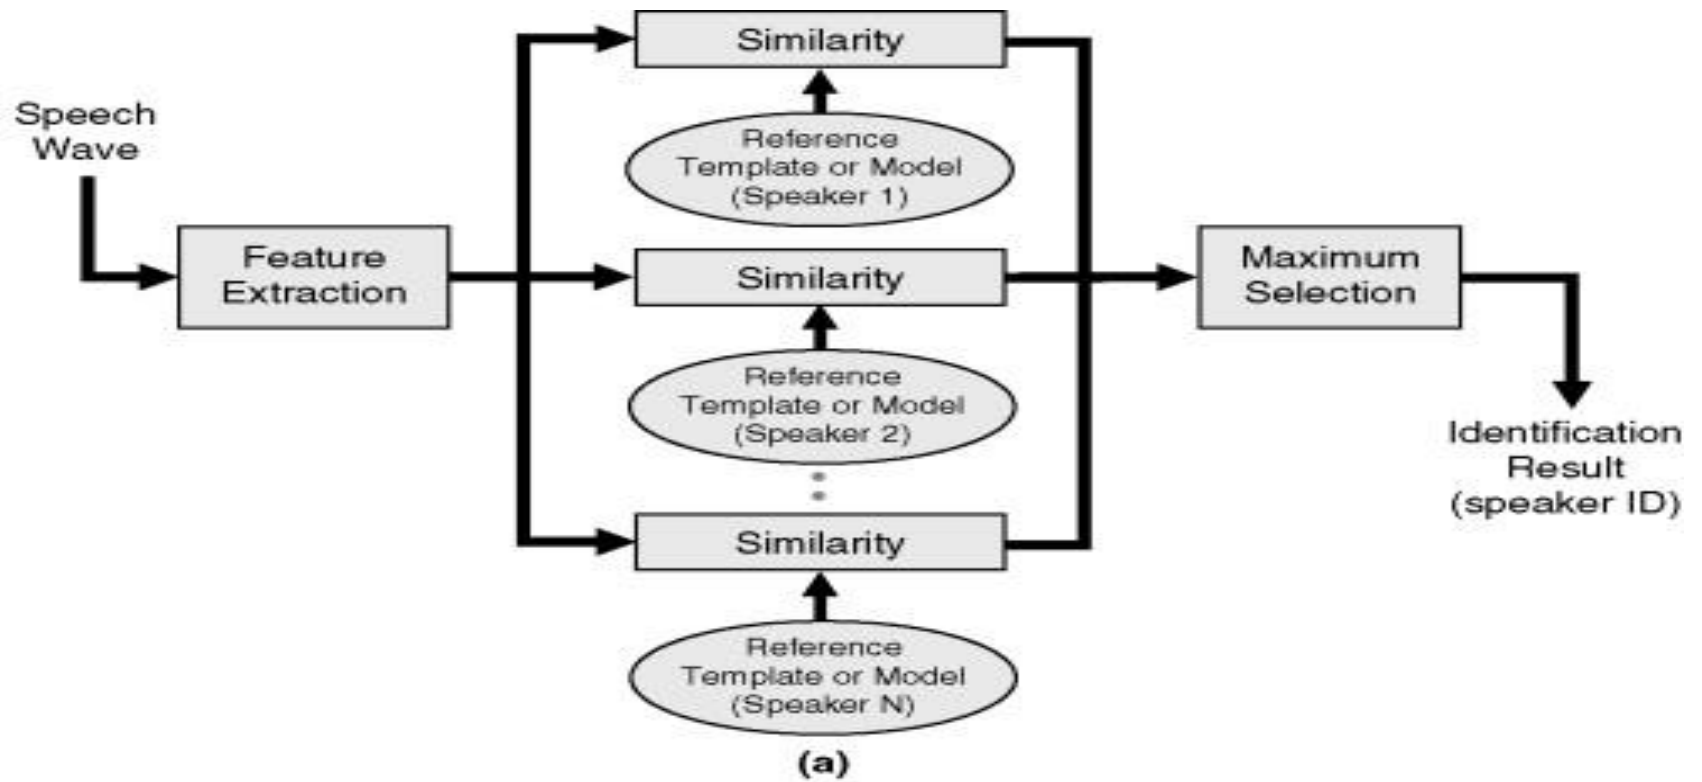 Speech
Wave
Feature
Extraction
Similarity
Reference
Template or Model
(Speaker 1)
Similarity
Reference
Template or Model
(Speaker 2)
Similarity
Reference
Template or Model
(Speaker N)
Maximum
Selection
Identification
Result
(speaker ID)
(a)